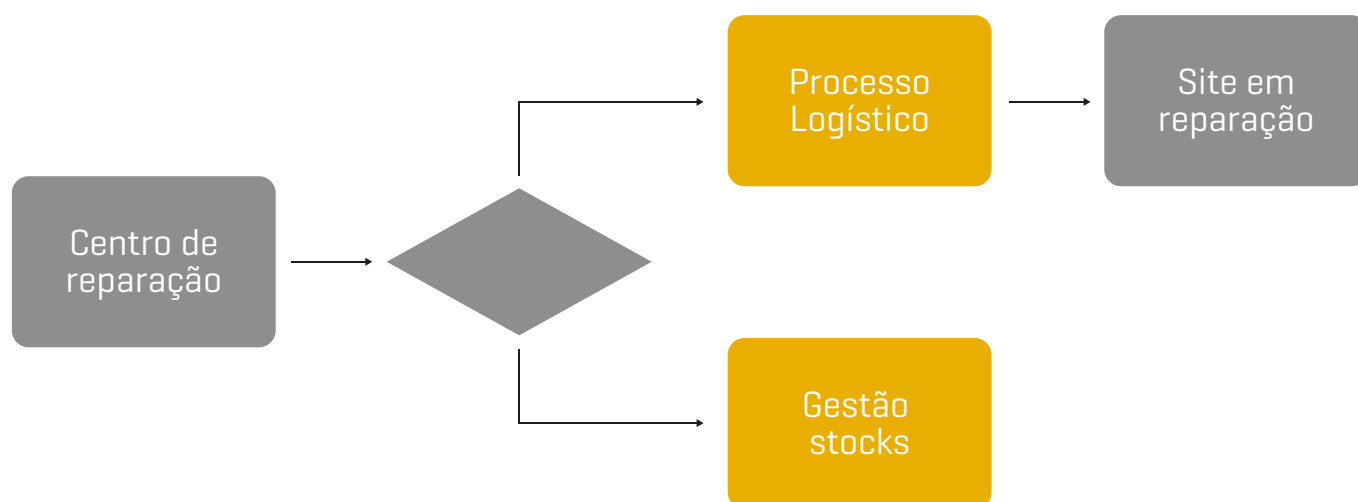 Processo
Logístico
Site em
reparação
Centro de
reparação
Gestão
stocks